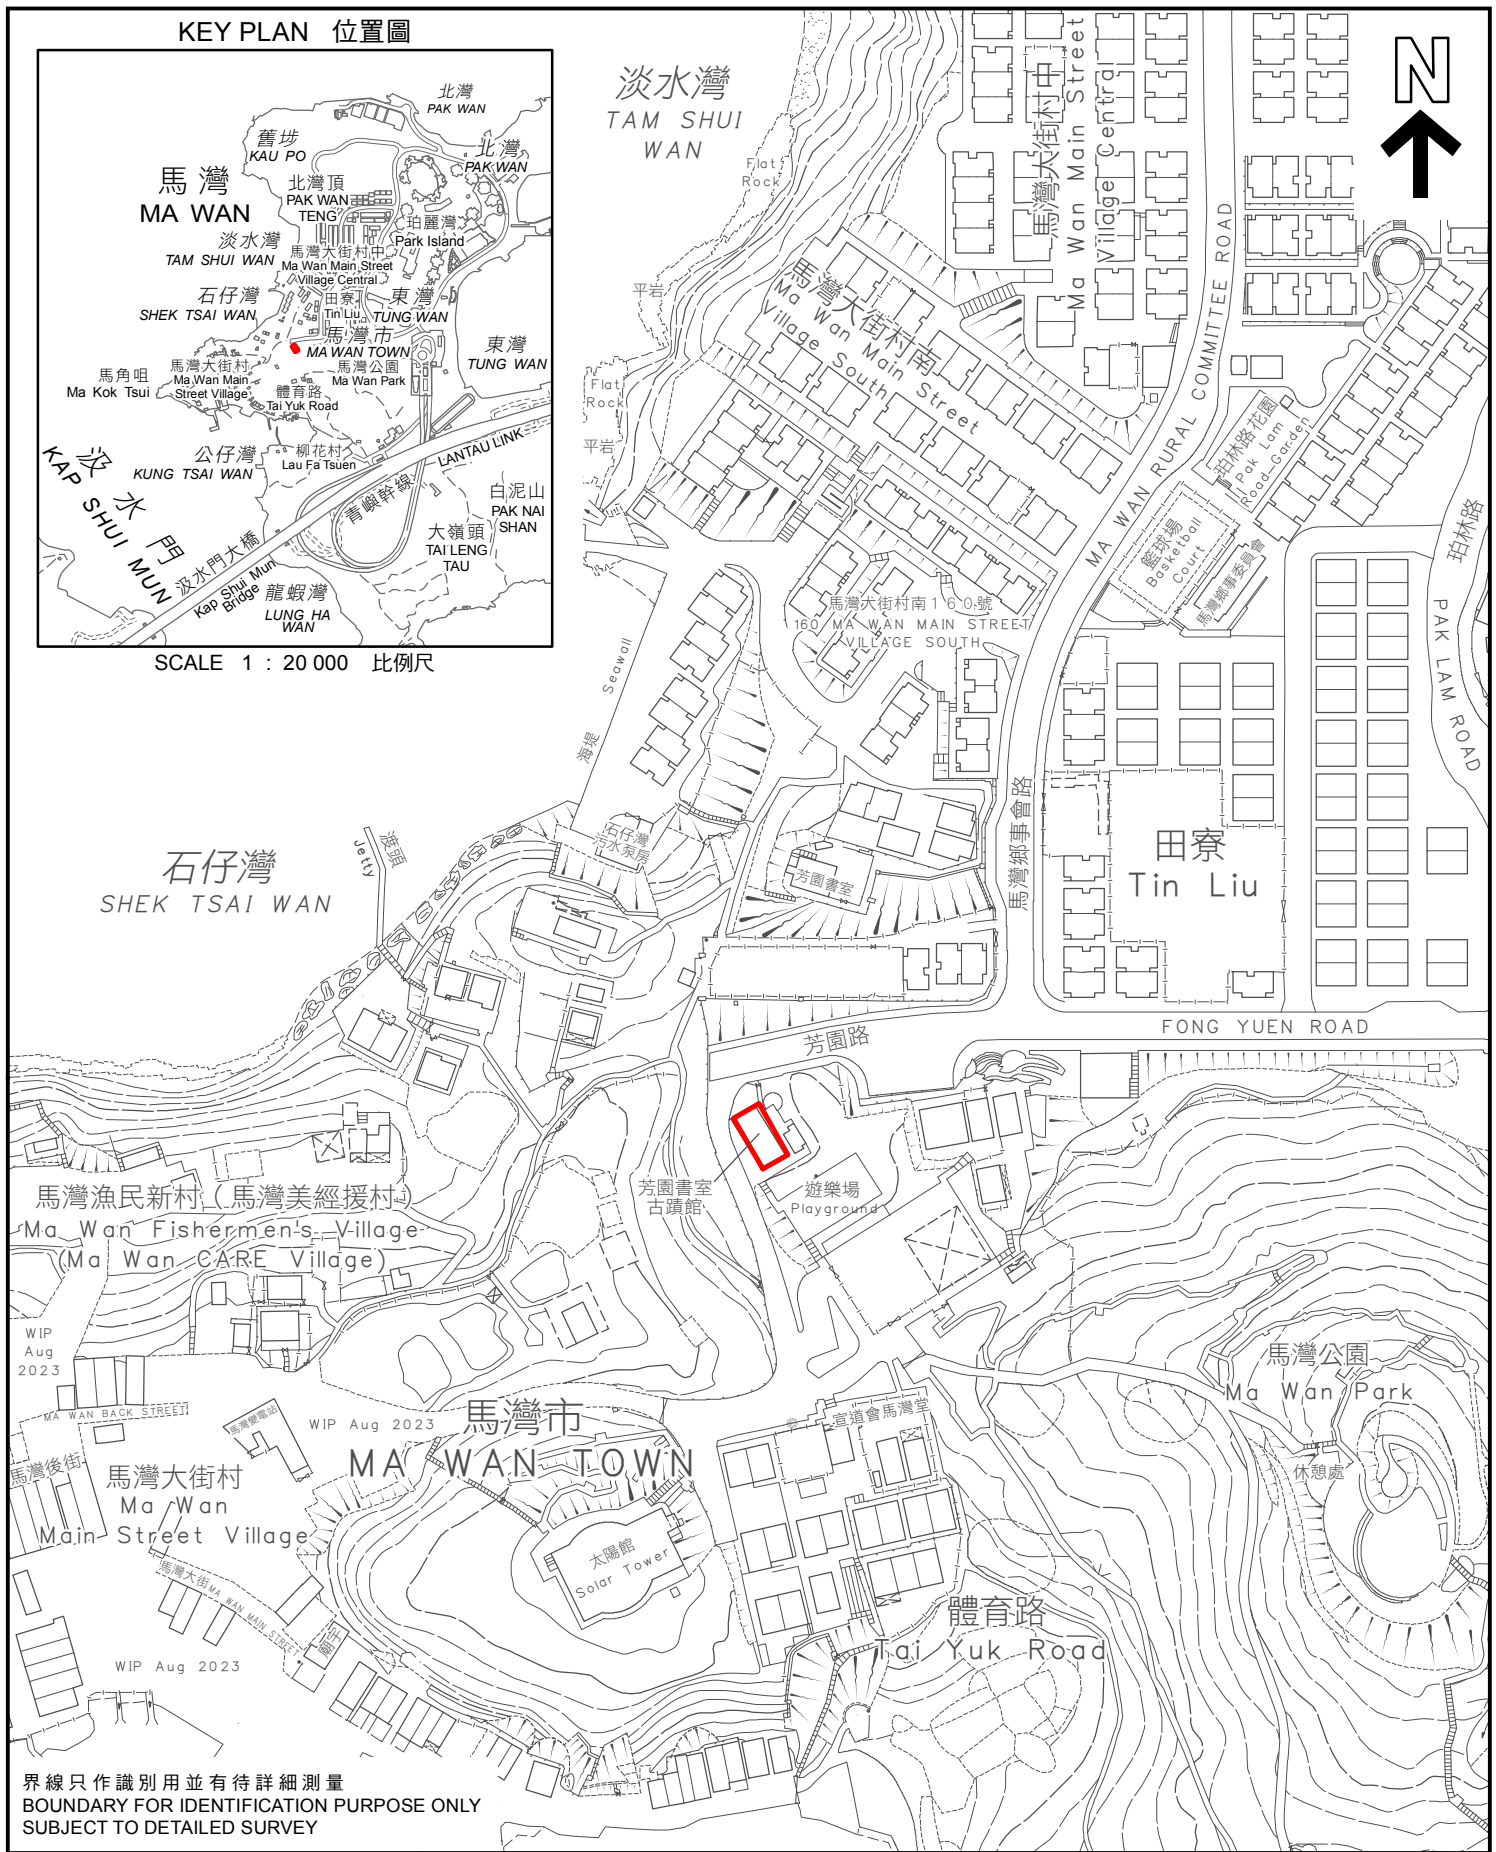 KEY PLAN 位置圖
北灣
PAK WAN
舊埗
KAU PO
北灣
PAK WAN
馬灣
MA WAN
北灣頂
PAK WAN
TENG
珀麗灣
Park Island
淡水灣
TAM SHUI WAN
馬灣大街村中
Ma Wan Main Street
Village Central
石仔灣
SHEK TSAI WAN
田寮
Tin Liu
東灣
TUNG WAN
馬灣市
MA WAN TOWN
東灣
TUNG WAN
馬角咀
Ma Kok Tsui
馬灣大街村
Ma Wan Main
Street Village
馬灣公園
Ma Wan Park
體育路
Tai Yuk Road
公仔灣
KUNG TSAI WAN
柳花村
Lau Fa Tsuen
LANTAU LINK
青嶼幹線
汲水門
KAP SHUI MUN
白泥山
PAK NAI
SHAN
大嶺頭
TAI LENG
TAU
汲水門大橋
Kap Shui Mun
Bridge
龍蝦灣
LUNG HA
WAN
SCALE 1 : 20 000 比例尺
N
淡水灣
TAM SHUI
WAN
Flat
Rock
平岩
Flat
Rock
平岩
馬灣大街村中
Ma Wan Main Street
Village Central
馬灣大街村南
Ma Wan Main Street
Village South
MA WAN RURAL COMMITTEE ROAD
珀林路花園
Pak Lam
Road Garden
籃球場
Basketball
Court
馬灣鄉事委員會
珀林路
PAK LAM ROAD
馬灣大街村南160號
160 MA WAN MAIN STREET
VILLAGE SOUTH
Seawall
海堤
石仔灣
SHEK TSAI WAN
渡頭
Jetty
石仔灣
污水泵房
芳園書室
馬灣鄉事會路
田寮
Tin Liu
芳園路
FONG YUEN ROAD
芳園書室
古蹟館
遊樂場
Playground
馬灣漁民新村(馬灣美經援村)
Ma Wan Fishermen's Village
(Ma Wan CARE Village)
WIP
Aug
2023
MA WAN BACK STREET
馬灣後街
馬灣變電站
WIP Aug 2023
馬灣市
MA WAN TOWN
馬灣大街村
Ma Wan
Main Street Village
馬灣大街 MA WAN MAIN STREET
廟宇
WIP Aug 2023
太陽館
Solar Tower
宣道會馬灣堂
體育路
Tai Yuk Road
馬灣公園
Ma Wan Park
休憩處
界線只作識別用並有待詳細測量
BOUNDARY FOR IDENTIFICATION PURPOSE ONLY
SUBJECT TO DETAILED SURVEY